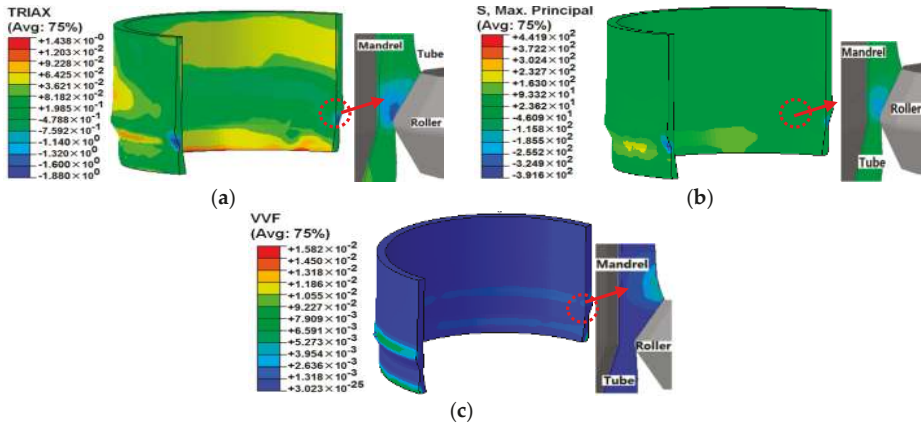 TRIAX
(Avg: 75%)
+1.438×10⁻⁰
+1.203×10⁻²
+9.228×10⁻²
+6.425×10⁻²
+3.621×10⁻²
+8.182×10⁻¹
+1.985×10⁻¹
-4.788×10⁻¹
-7.592×10⁻¹
-1.140×10⁰
-1.320×10⁰
-1.600×10⁰
-1.880×10⁰
Mandrel
Tube
Roller
(a)
S, Max. Principal
(Avg: 75%)
+4.419×10²
+3.722×10²
+3.024×10²
+2.327×10²
+1.630×10²
+9.332×10¹
+2.362×10¹
-4.609×10¹
-1.158×10²
-1.855×10²
-2.552×10²
-3.249×10²
-3.916×10²
Mandrel
Roller
Tube
(b)
VVF
(Avg: 75%)
+1.582×10⁻²
+1.450×10⁻²
+1.318×10⁻²
+1.186×10⁻²
+1.055×10⁻²
+9.227×10⁻³
+7.909×10⁻³
+6.591×10⁻³
+5.273×10⁻³
+3.954×10⁻³
+2.636×10⁻³
+1.318×10⁻³
+3.023×10⁻²⁵
Mandrel
Roller
Tube
(c)